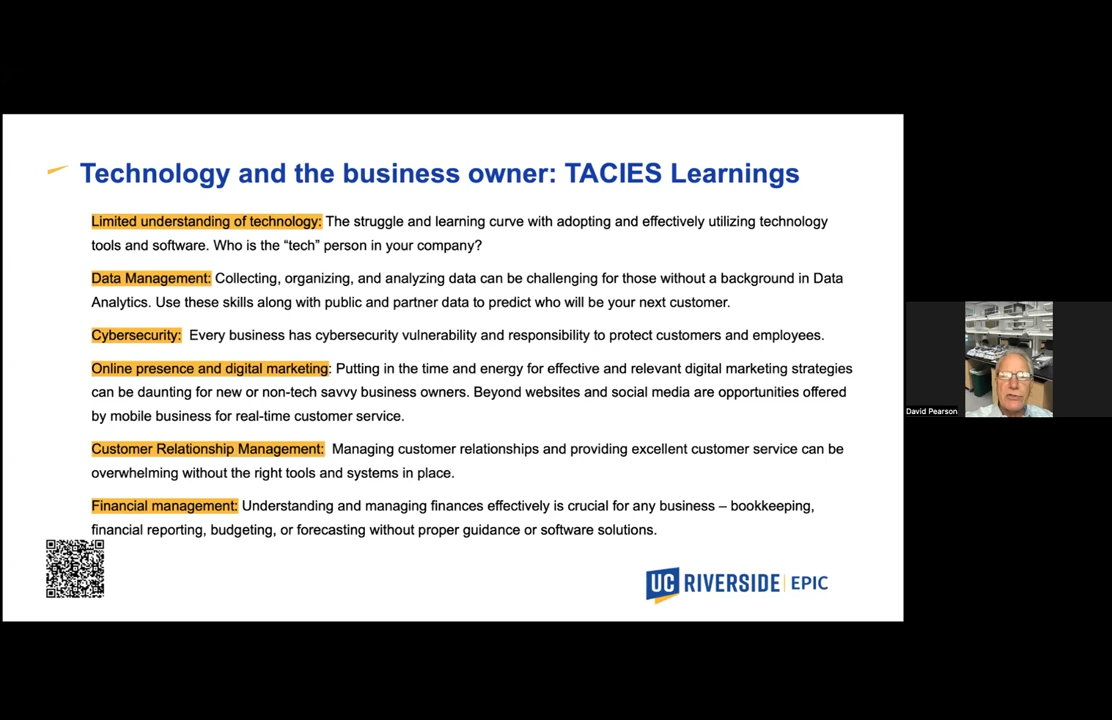 Technology and the business owner: TACIES Learnings
Limited understanding of technology: The struggle and learning curve with adopting and effectively utilizing technology
tools and software. Who is the “tech” person in your company?
Data Management: Collecting, organizing, and analyzing data can be challenging for those without a background in Data
Analytics. Use these skills along with public and partner data to predict who will be your next customer.
Cybersecurity: Every business has cybersecurity vulnerability and responsibility to protect customers and employees.
Online presence and digital marketing: Putting in the time and energy for effective and relevant digital marketing strategies
can be daunting for new or non-tech savvy business owners. Beyond websites and social media are opportunities offered
by mobile business for real-time customer service.
Customer Relationship Management: Managing customer relationships and providing excellent customer service can be
overwhelming without the right tools and systems in place.
Financial management: Understanding and managing finances effectively is crucial for any business – bookkeeping,
financial reporting, budgeting, or forecasting without proper guidance or software solutions.
UC RIVERSIDE | EPIC
David Pearson